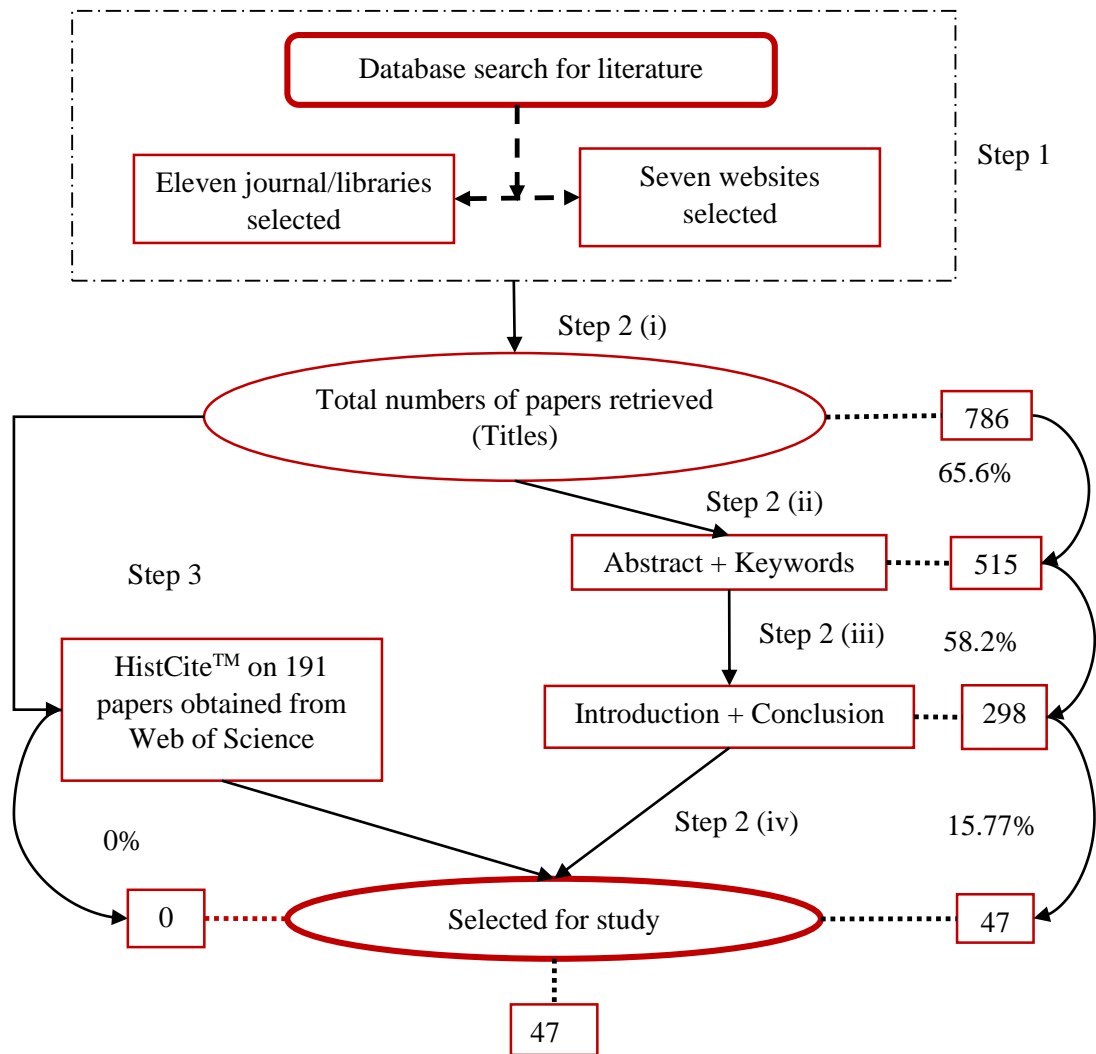 Database search for literature
Step 1
Eleven journal/libraries
selected
Seven websites
selected
Step 2 (i)
Total numbers of papers retrieved
(Titles)
786
65.6%
Step 2 (ii)
Abstract + Keywords
515
Step 3
Step 2 (iii)
58.2%
HistCite™ on 191
papers obtained from
Web of Science
Introduction + Conclusion
298
Step 2 (iv)
15.77%
0%
0
Selected for study
47
47